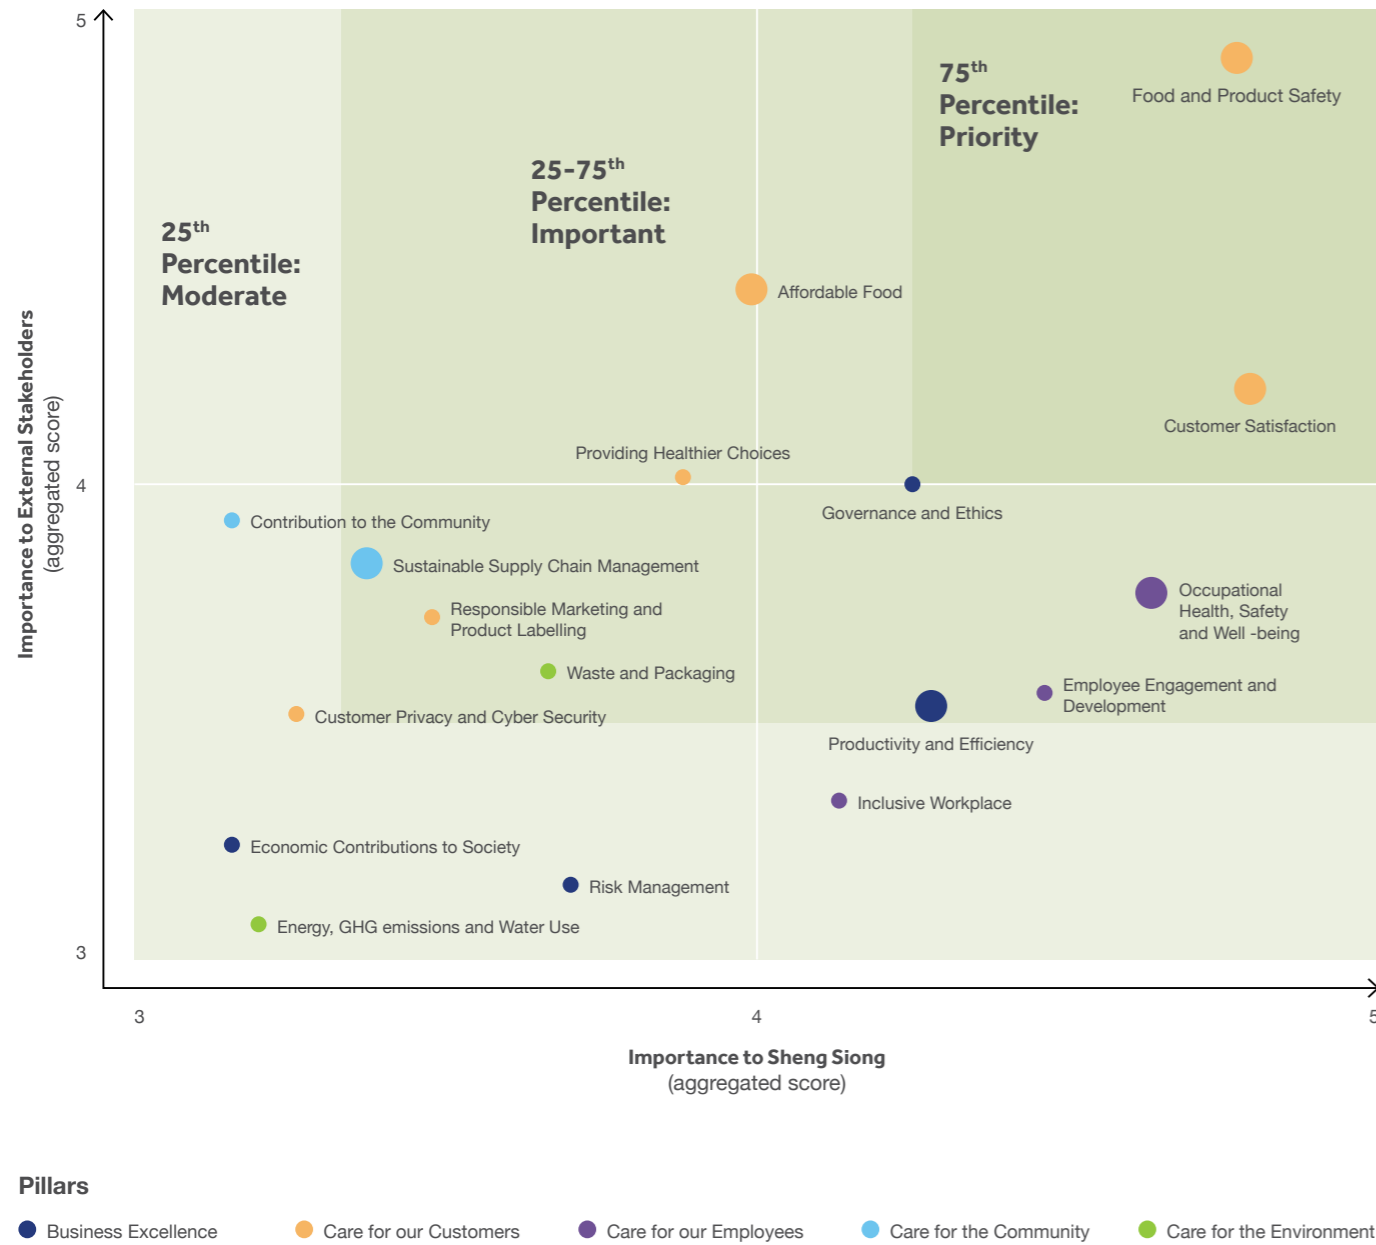 5
75th
Percentile:
Priority
Food and Product Safety
25-75th
Percentile:
Important
25th
Percentile:
Moderate
Affordable Food
Customer Satisfaction
Providing Healthier Choices
4
Governance and Ethics
Contribution to the Community
Sustainable Supply Chain Management
Occupational
Health, Safety
and Well -being
Responsible Marketing and
Product Labelling
Waste and Packaging
Employee Engagement and
Development
Customer Privacy and Cyber Security
Productivity and Efficiency
Inclusive Workplace
Economic Contributions to Society
Risk Management
Energy, GHG emissions and Water Use
3
Importance to External Stakeholders
(aggregated score)
3
4
5
Importance to Sheng Siong
(aggregated score)
Pillars
Business Excellence
Care for our Customers
Care for our Employees
Care for the Community
Care for the Environment